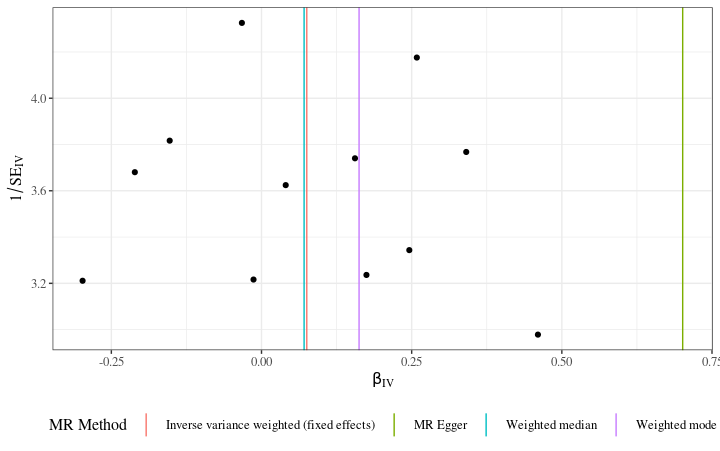 4.0
3.6
3.2
1/SE_IV
-0.25
0.00
0.25
0.50
0.75
β_IV
MR Method
Inverse variance weighted (fixed effects)
MR Egger
Weighted median
Weighted mode